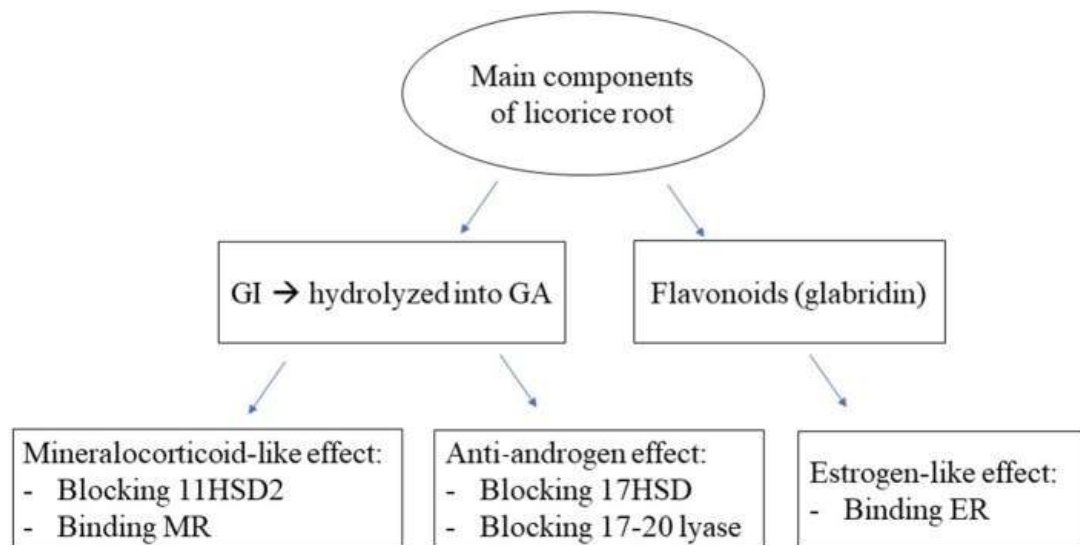 Main components
of licorice root
GI → hydrolyzed into GA
Flavonoids (glabridin)
Mineralocorticoid-like effect:
- Blocking 11HSD2
- Binding MR
Anti-androgen effect:
- Blocking 17HSD
- Blocking 17-20 lyase
Estrogen-like effect:
- Binding ER